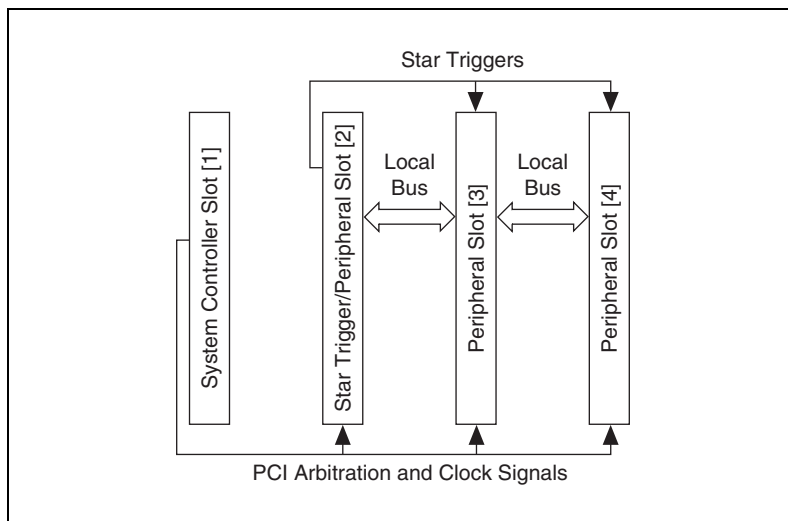 Star Triggers
System Controller Slot [1]
Star Trigger/Peripheral Slot [2]
Local
Bus
Peripheral Slot [3]
Local
Bus
Peripheral Slot [4]
PCI Arbitration and Clock Signals